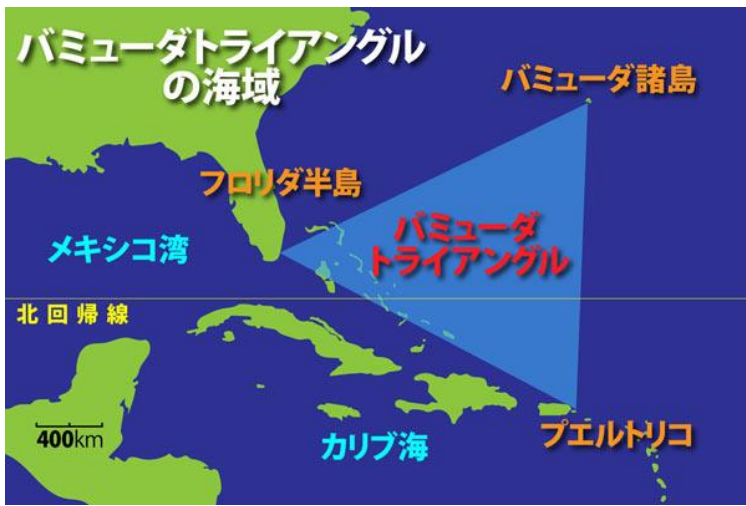 バミューダトライアングル
の海域
バミューダ諸島
フロリダ半島
バミューダ
トライアングル
メキシコ湾
北回帰線
400km
カリブ海
プエルトリコ